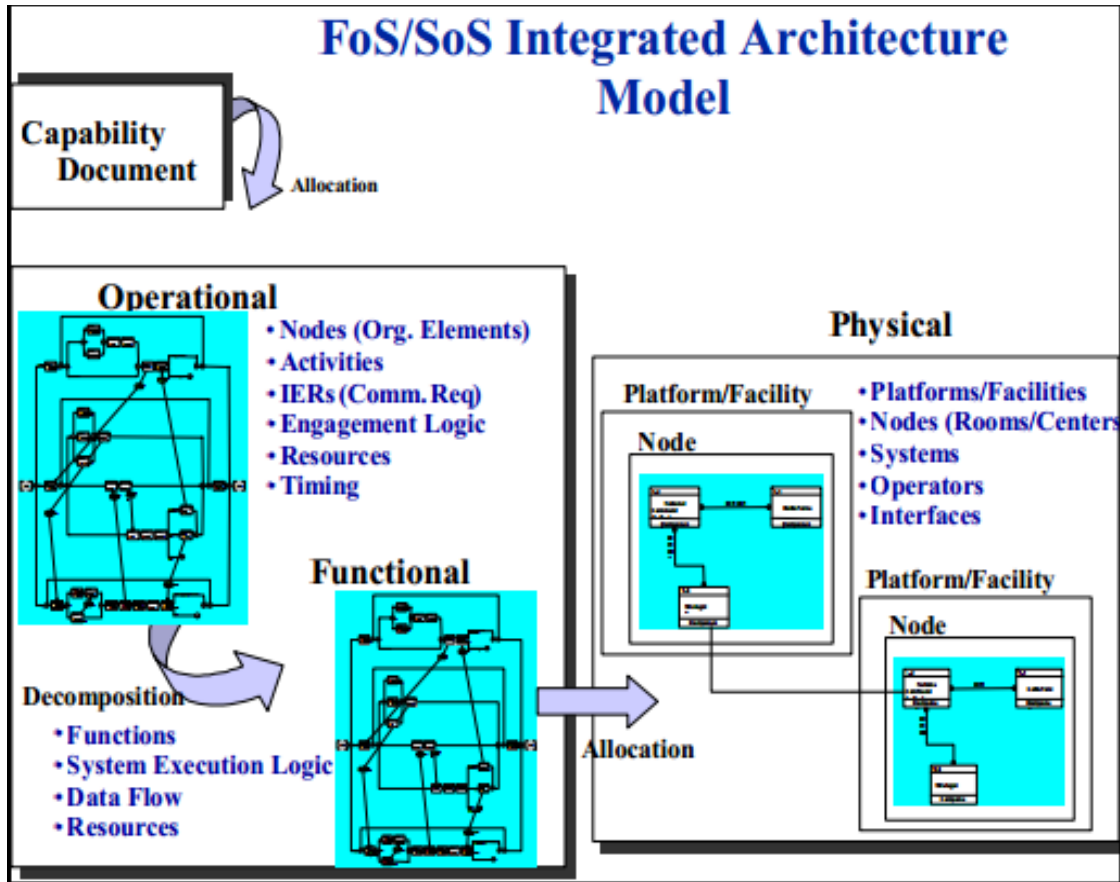 FoS/SoS Integrated Architecture
Model
Capability
Document
Allocation
Operational
• Nodes (Org. Elements)
• Activities
• IERs (Comm. Req)
• Engagement Logic
• Resources
• Timing
Functional
Decomposition
• Functions
• System Execution Logic
• Data Flow
• Resources
Allocation
Physical
Platform/Facility
Node
• Platforms/Facilities
• Nodes (Rooms/Centers
• Systems
• Operators
• Interfaces
Platform/Facility
Node